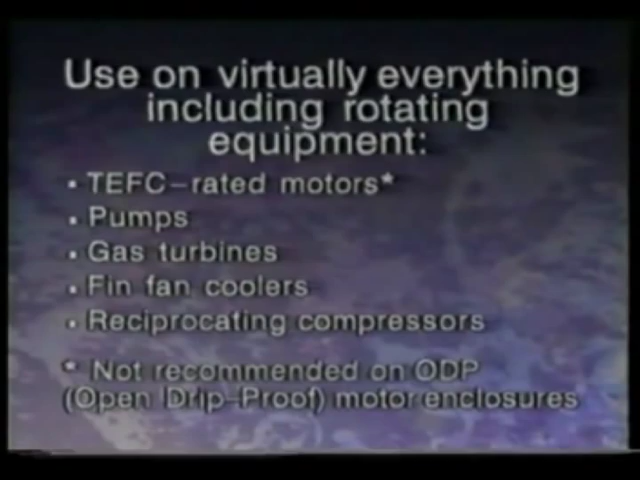 Use on virtually everything
including rotating
equipment:
▪ TEFC-rated motors*
▪ Pumps
▪ Gas turbines
▪ Fin fan coolers
▪ Reciprocating compressors
* Not recommended on ODP
(Open Drip-Proof) motor enclosures